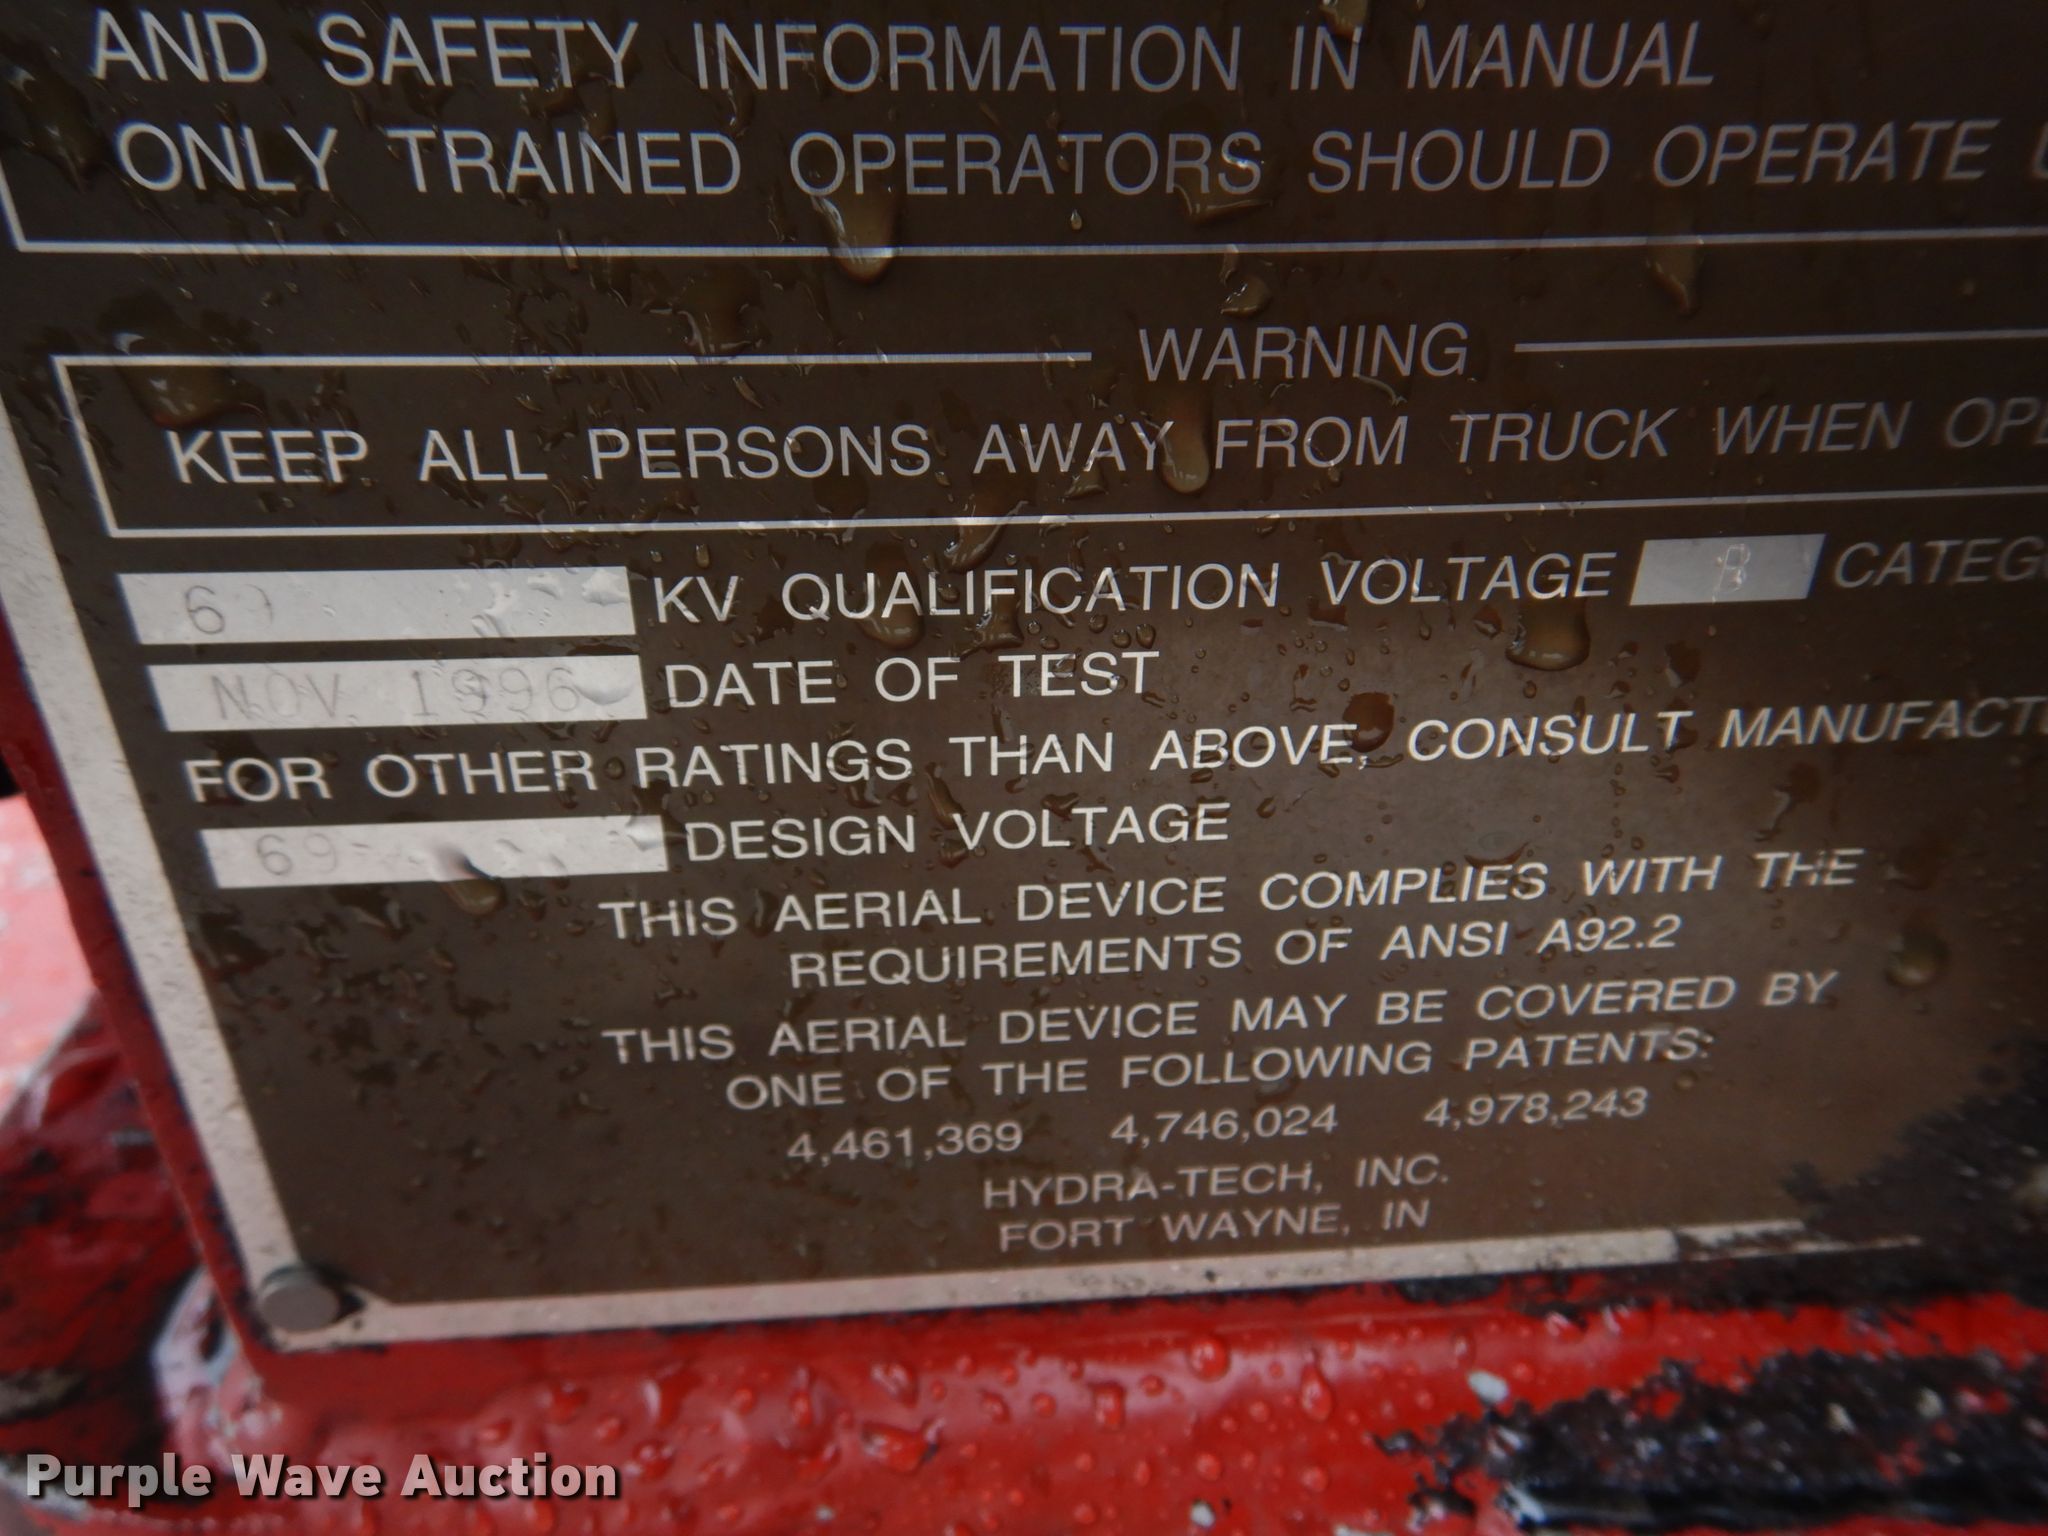 AND SAFETY INFORMATION IN MANUAL
ONLY TRAINED OPERATORS SHOULD OPERATE
WARNING
KEEP ALL PERSONS AWAY FROM TRUCK WHEN OPE
69 KV QUALIFICATION VOLTAGE B CATEG
NOV. 1996 DATE OF TEST
FOR OTHER RATINGS THAN ABOVE, CONSULT MANUFACTU
69 DESIGN VOLTAGE
THIS AERIAL DEVICE COMPLIES WITH THE
REQUIREMENTS OF ANSI A92.2
THIS AERIAL DEVICE MAY BE COVERED BY
ONE OF THE FOLLOWING PATENTS:
4,461,369 4,746,024 4,978,243
HYDRA-TECH, INC.
FORT WAYNE, IN
Purple Wave Auction